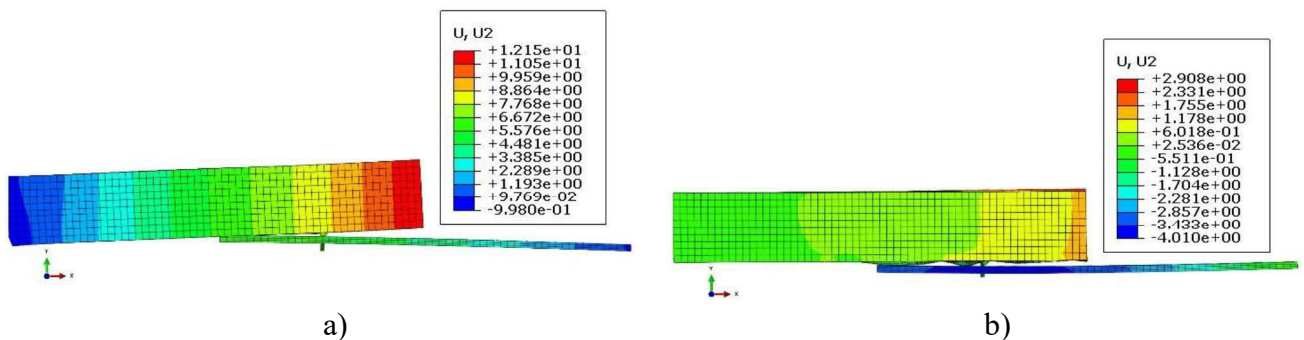 U, U2
+1.215e+01
+1.105e+01
+9.959e+00
+8.864e+00
+7.768e+00
+6.672e+00
+5.576e+00
+4.481e+00
+3.385e+00
+2.289e+00
+1.193e+00
+9.769e-02
-9.980e-01
Y
X
a)
U, U2
+2.908e+00
+2.331e+00
+1.755e+00
+1.178e+00
+6.018e-01
+2.536e-02
-5.511e-01
-1.128e+00
-1.704e+00
-2.281e+00
-2.857e+00
-3.433e+00
-4.010e+00
Y
X
b)